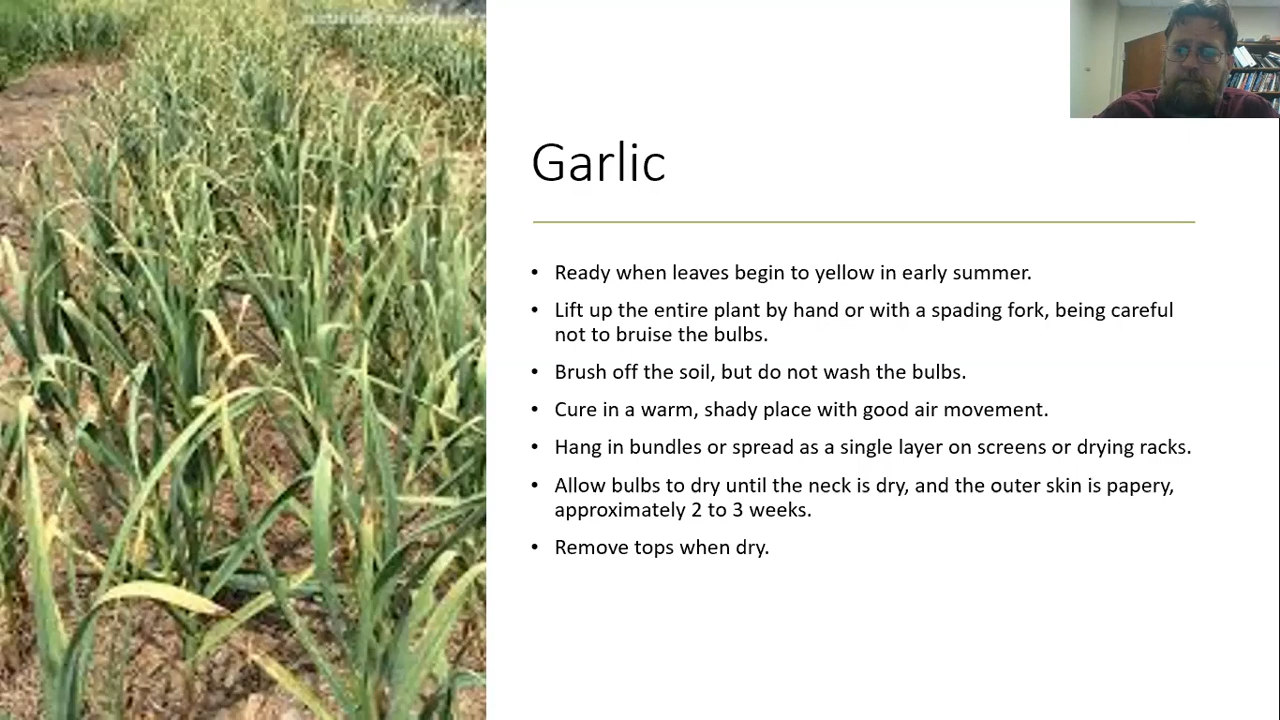 Garlic
• Ready when leaves begin to yellow in early summer.
• Lift up the entire plant by hand or with a spading fork, being careful
not to bruise the bulbs.
• Brush off the soil, but do not wash the bulbs.
• Cure in a warm, shady place with good air movement.
• Hang in bundles or spread as a single layer on screens or drying racks.
• Allow bulbs to dry until the neck is dry, and the outer skin is papery,
approximately 2 to 3 weeks.
• Remove tops when dry.